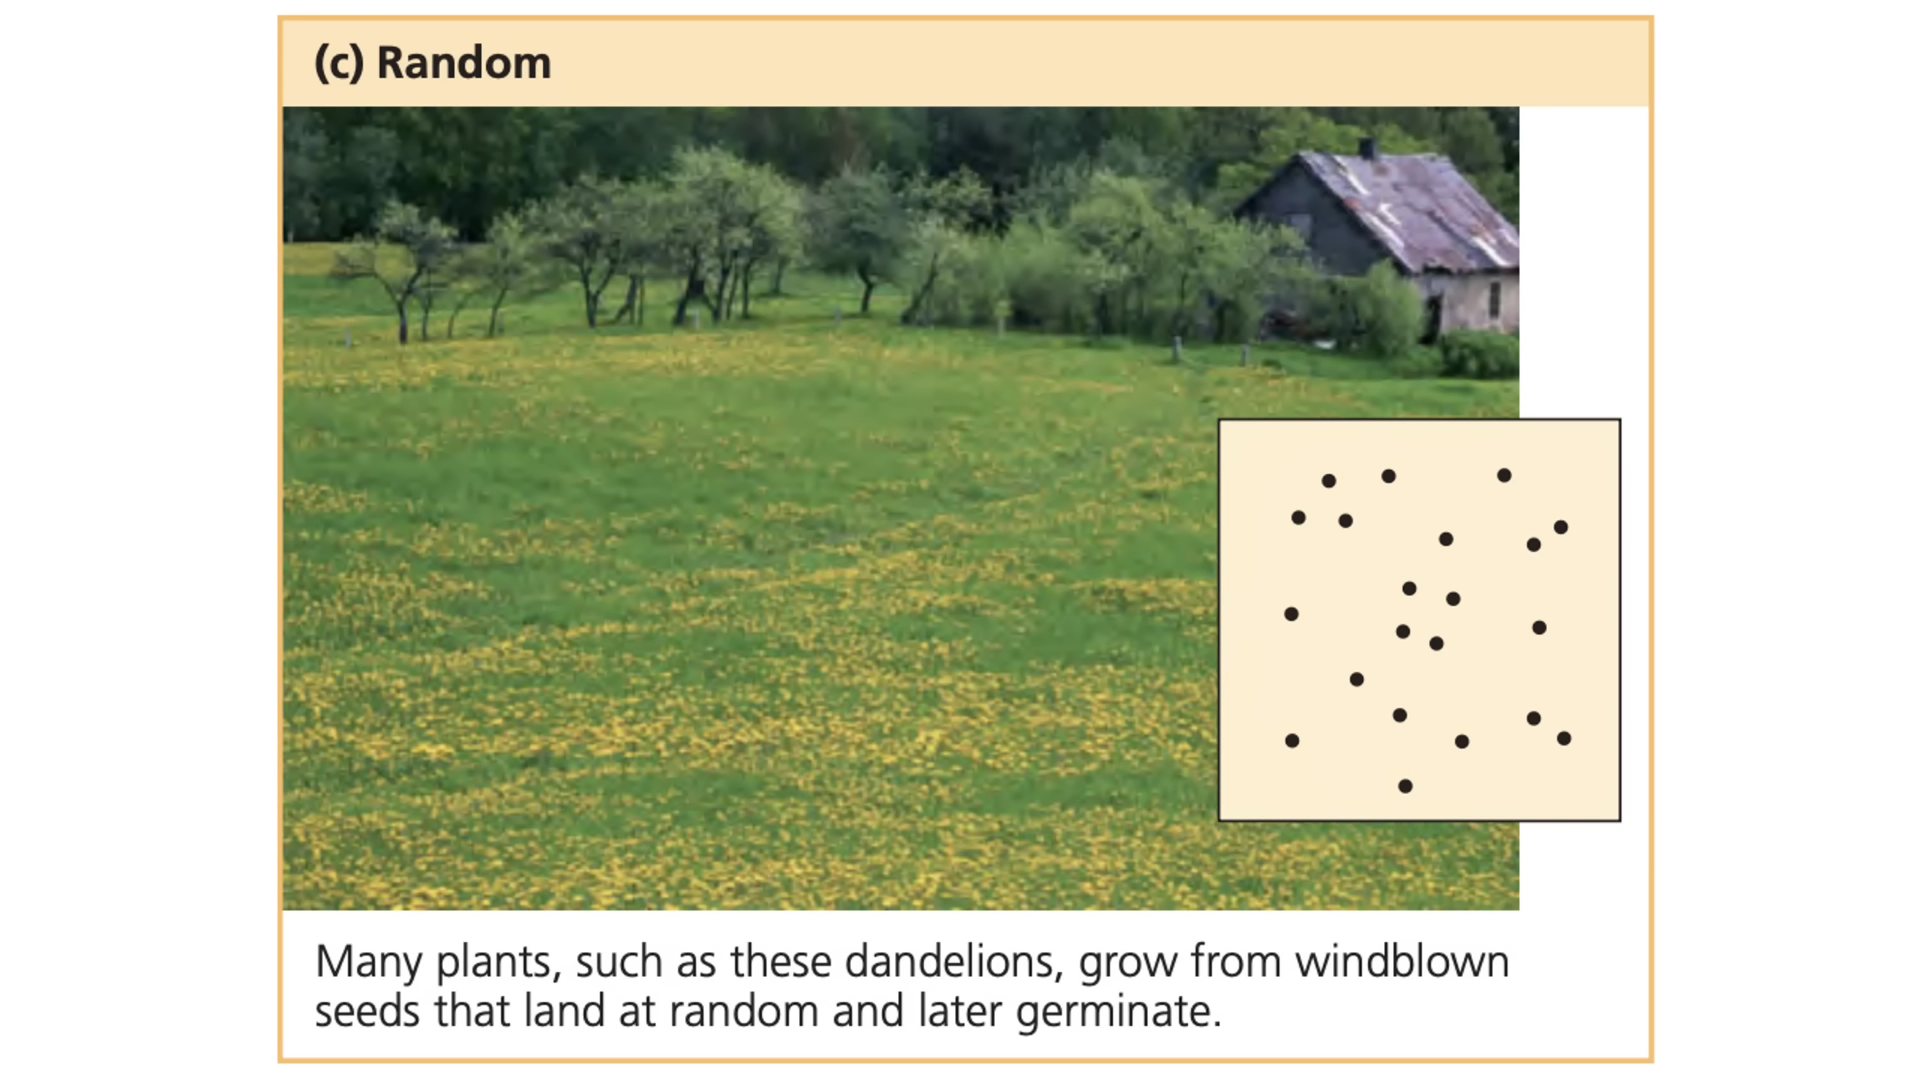 (c) Random
Many plants, such as these dandelions, grow from windblown
seeds that land at random and later germinate.